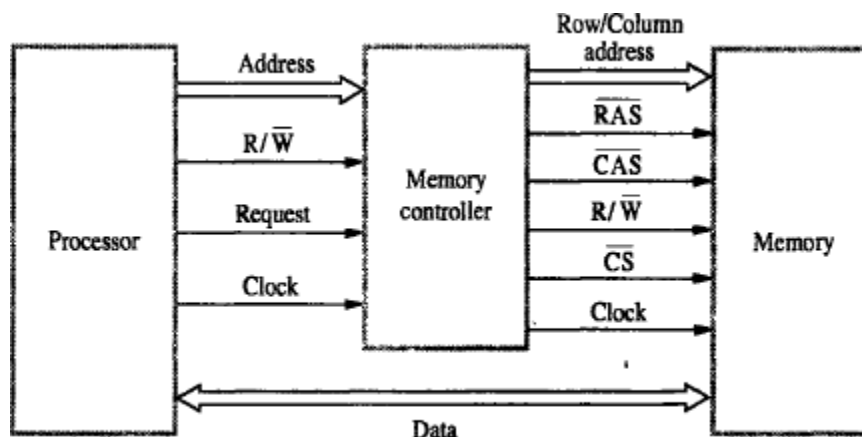 Row/Column
address
Address
RAS
R/W
CAS
Memory
controller
R/W
Request
Processor
Memory
CS
Clock
Clock
Data